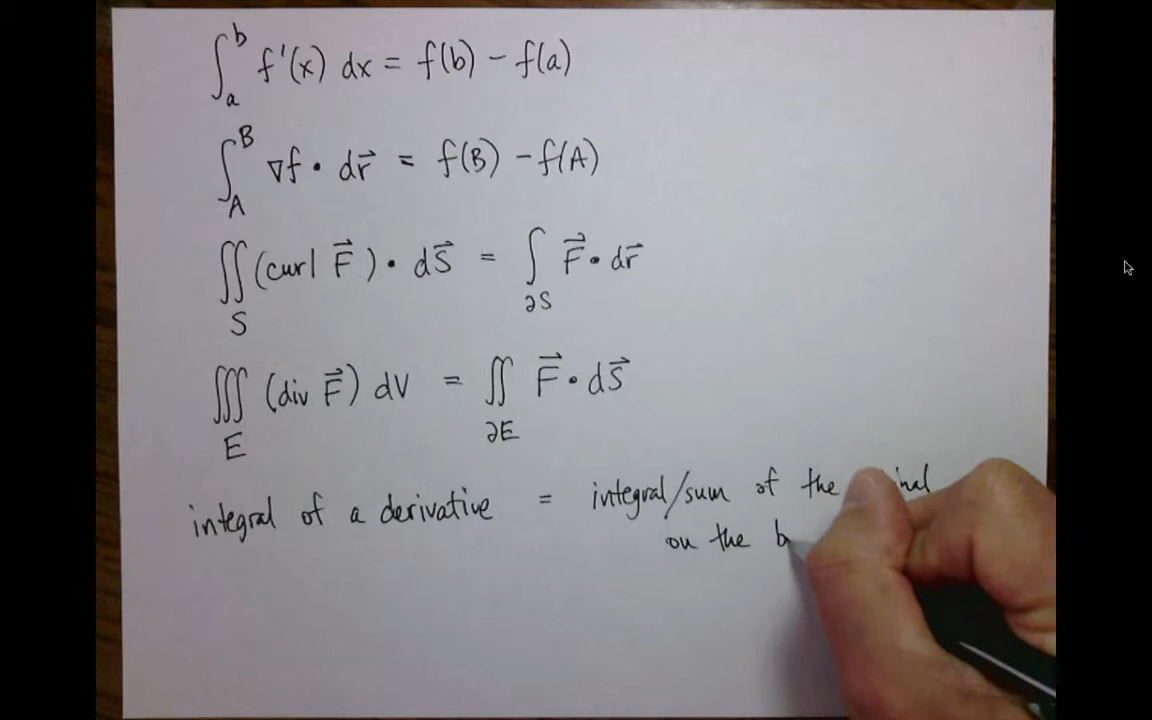 ∫_a^b f'(x) dx = f(b) - f(a)
∫_A^B ∇f · dr⃗ = f(B) - f(A)
∬_S (curl F⃗) · dS⃗ = ∫_∂S F⃗ · dr⃗
∭_E (div F⃗) dV = ∬_∂E F⃗ · dS⃗
integral of a derivative = integral/sum of the
on the